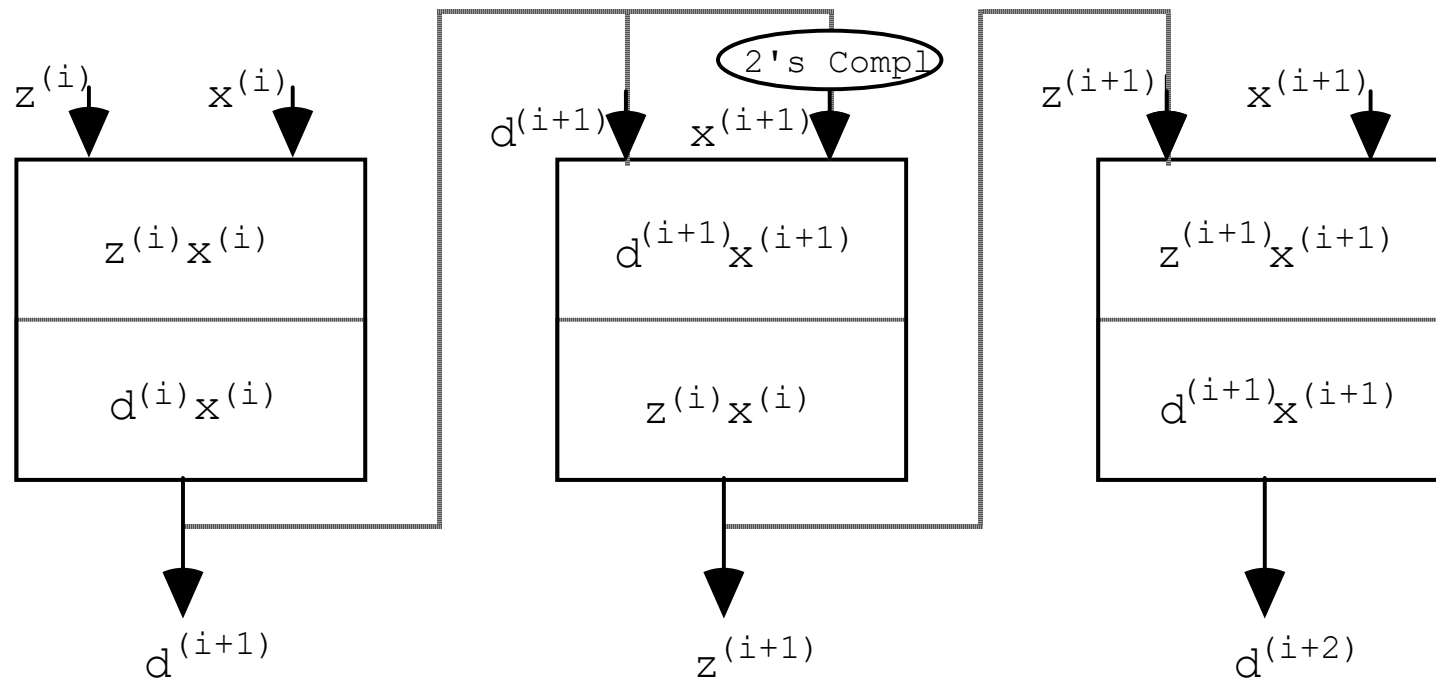 2's Compl
z^(i) x^(i) d^(i+1) x^(i+1) z^(i+1) x^(i+1)
z^(i)x^(i) d^(i+1)x^(i+1) z^(i+1)x^(i+1)
d^(i)x^(i) z^(i)x^(i) d^(i+1)x^(i+1)
d^(i+1) z^(i+1) d^(i+2)